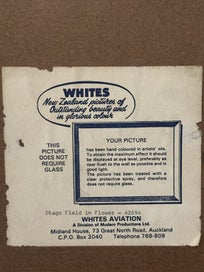 WHITES
New Zealand pictures of
Outstanding beauty and
in glorious colour
THIS
PICTURE
DOES NOT
REQUIRE
GLASS
YOUR PICTURE
has been hand coloured in artists' oils.
To obtain the maximum effect it should
be displayed at eye level, preferably as
near flush to the wall as possible and in
good light.
The picture has been treated with a
clear protective spray, and therefore
does not require glass.
Otago Field in Flower - 42694
WHITES AVIATION
A Division of Modern Productions Ltd.
Midland House, 73 Great North Road, Auckland
C.P.O. Box 2040 Telephone 768-808